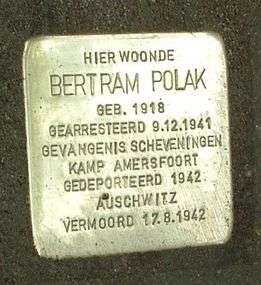 HIER WOONDE
BERTRAM POLAK
GEB. 1918
GEARRESTEERD 9.12.1941
GEVANGENIS SCHEVENINGEN
KAMP AMERSFOORT
GEDEPORTEERD 1942
AUSCHWITZ
VERMOORD 17.8.1942